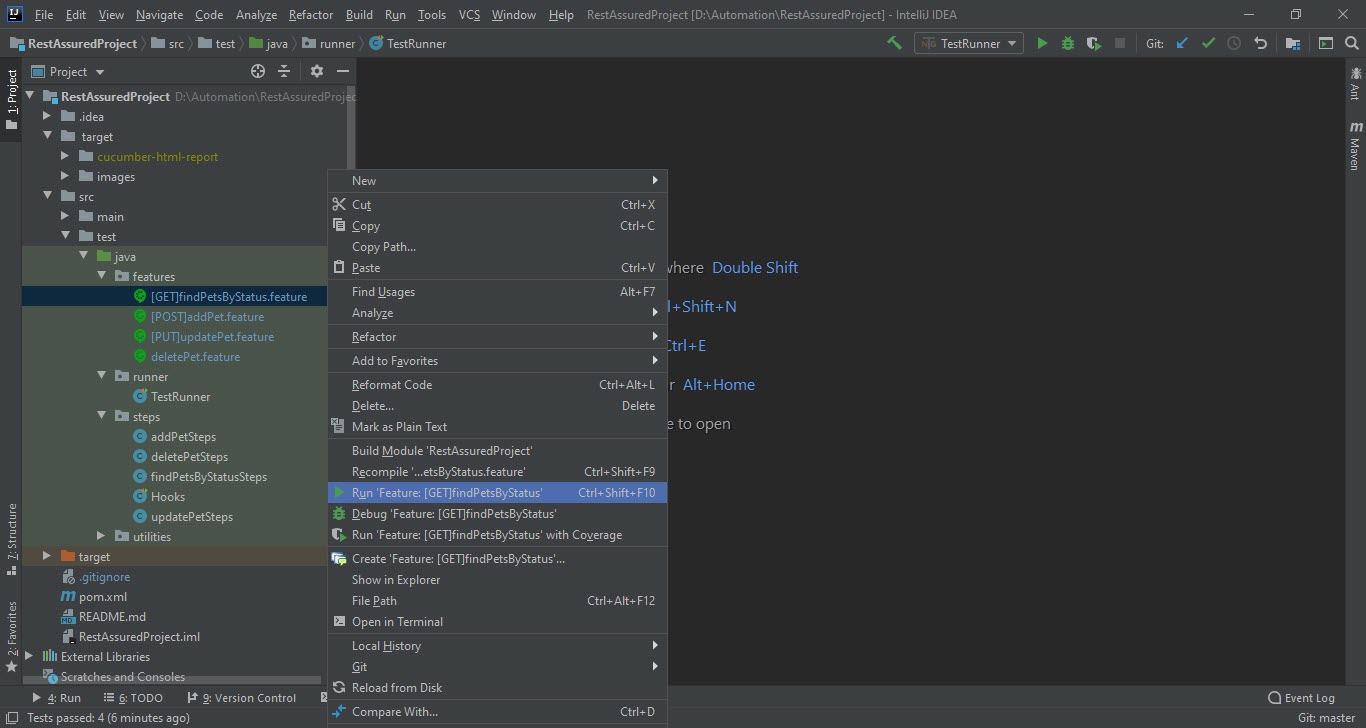 File Edit View Navigate Code Analyze Refactor Build Run Tools VCS Window Help RestAssuredProject [D:\Automation\RestAssuredProject] - IntelliJ IDEA
RestAssuredProject src test java runner TestRunner TestRunner Git:
Project
1: Project
RestAssuredProject D:\Automation\RestAssuredProjec
.idea
target
cucumber-html-report
images
src
main
test
java
features
[GET]findPetsByStatus.feature
[POST]addPet.feature
[PUT]updatePet.feature
deletePet.feature
runner
TestRunner
steps
addPetSteps
deletePetSteps
findPetsByStatusSteps
Hooks
updatePetSteps
utilities
target
.gitignore
pom.xml
README.md
RestAssuredProject.iml
External Libraries
Scratches and Consoles
7: Structure
2: Favorites
New
Cut Ctrl+X
Copy Ctrl+C
Copy Path...
Paste Ctrl+V
Find Usages Alt+F7
Analyze
Refactor
Add to Favorites
Reformat Code Ctrl+Alt+L
Delete... Delete
Mark as Plain Text
Build Module 'RestAssuredProject'
Recompile '...etsByStatus.feature' Ctrl+Shift+F9
Run 'Feature: [GET]findPetsByStatus' Ctrl+Shift+F10
Debug 'Feature: [GET]findPetsByStatus'
Run 'Feature: [GET]findPetsByStatus' with Coverage
Create 'Feature: [GET]findPetsByStatus'...
Show in Explorer
File Path Ctrl+Alt+F12
Open in Terminal
Local History
Git
Reload from Disk
Compare With... Ctrl+D
where Double Shift
l+Shift+N
Ctrl+E
r Alt+Home
e to open
Ant
m
Maven
4: Run 6: TODO 9: Version Control Event Log
Tests passed: 4 (6 minutes ago) Git: master